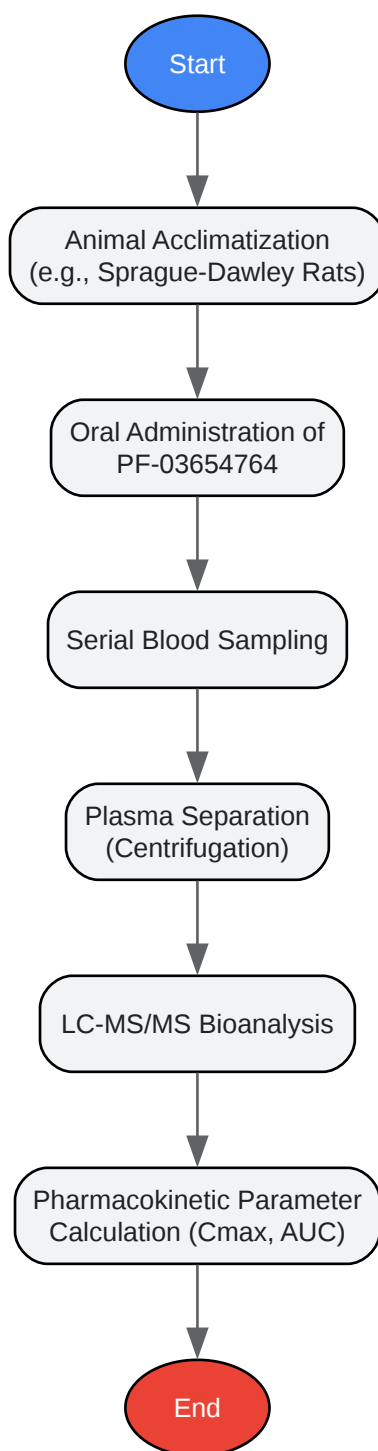 Start
Animal Acclimatization
(e.g., Sprague-Dawley Rats)
Oral Administration of
PF-03654764
Serial Blood Sampling
Plasma Separation
(Centrifugation)
LC-MS/MS Bioanalysis
Pharmacokinetic Parameter
Calculation (Cmax, AUC)
End